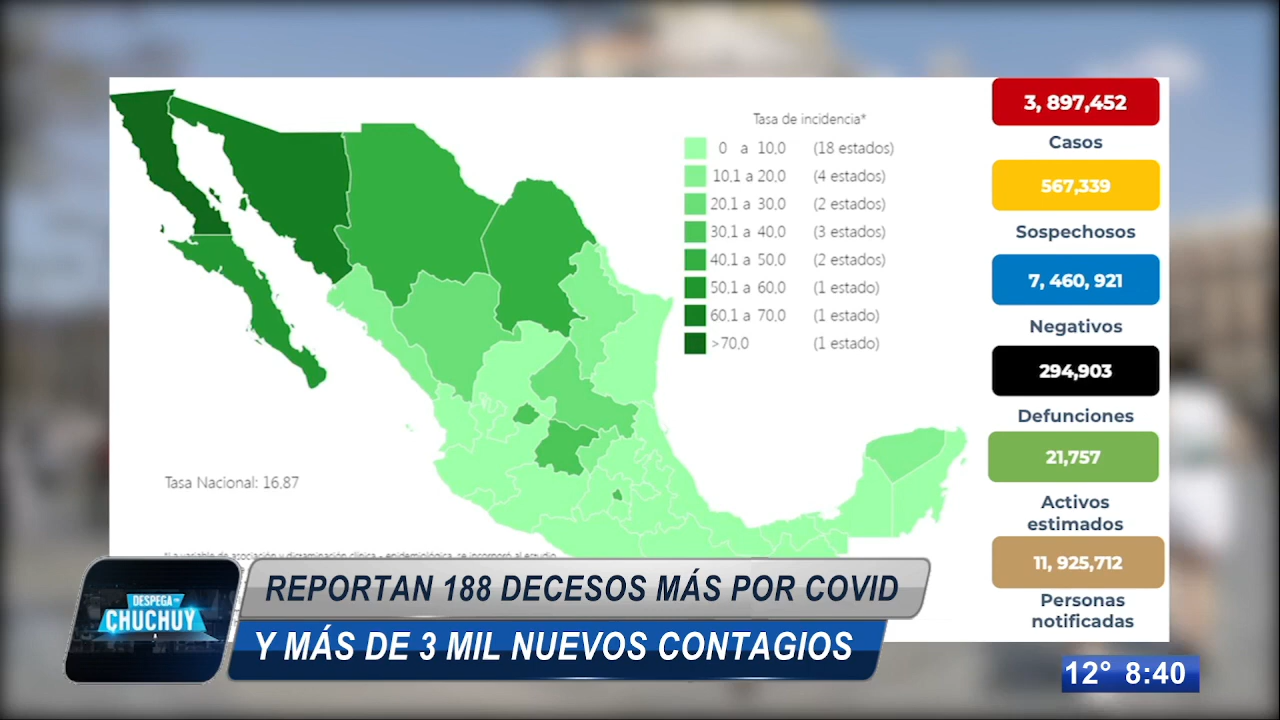 3, 897,452
Casos
567,339
Sospechosos
7, 460, 921
Negativos
294,903
Defunciones
21,757
Activos
estimados
11, 925,712
Personas
notificadas
Tasa de incidencia*
0 a 10,0 (18 estados)
10,1 a 20,0 (4 estados)
20.1 a 30,0 (2 estados)
30.1 a 40,0 (3 estados)
40.1 a 50,0 (2 estados)
50.1 a 60,0 (1 estado)
60.1 a 70,0 (1 estado)
>70.0 (1 estado)
Tasa Nacional: 16,87
REPORTAN 188 DECESOS MÁS POR COVID
Y MÁS DE 3 MIL NUEVOS CONTAGIOS
DESPEGA
CHUCHUY
12° 8:40